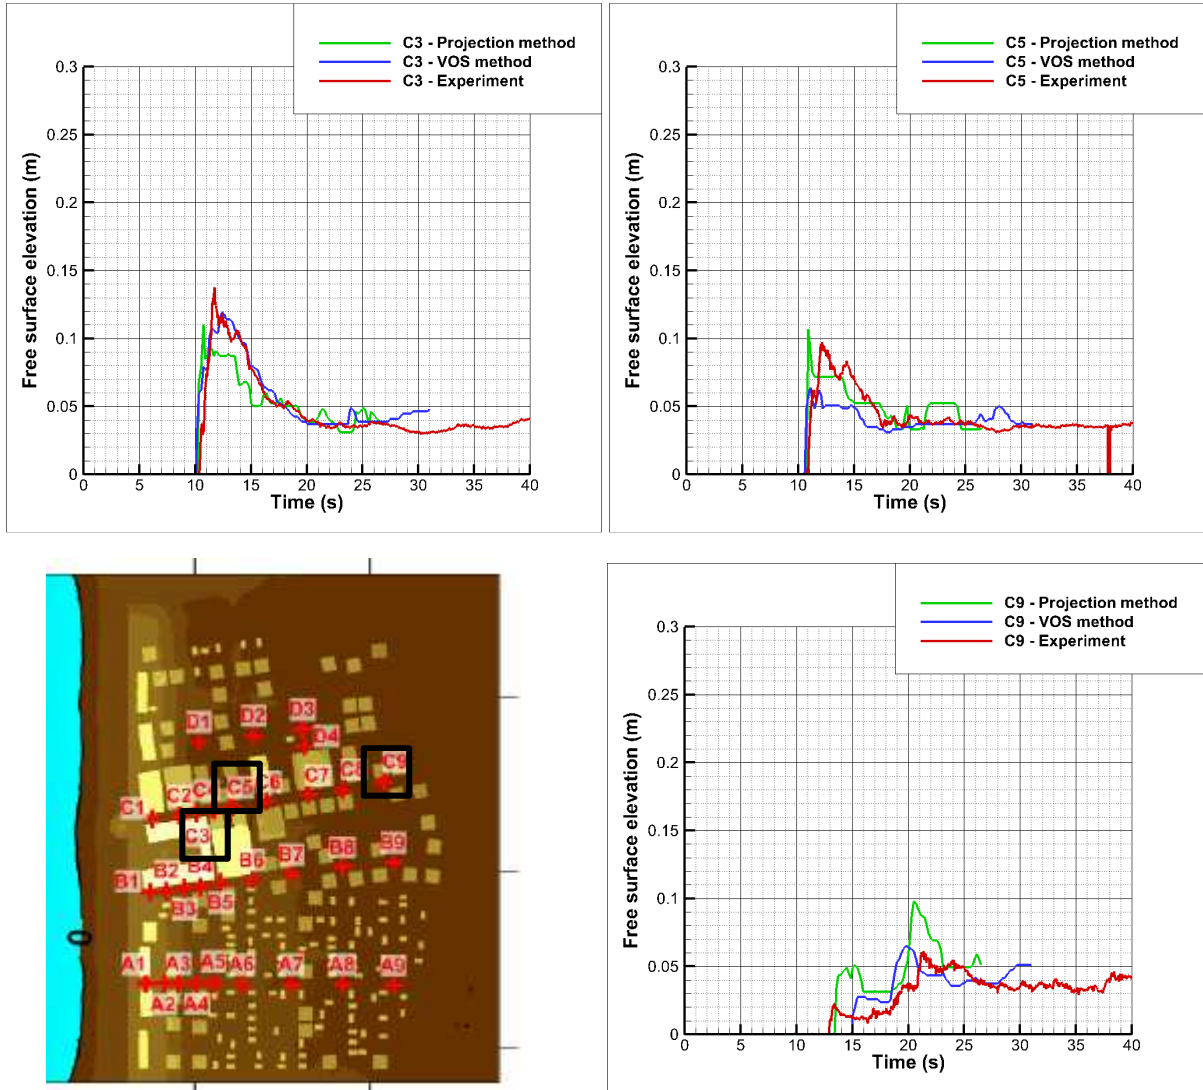 C3 - Projection method
C3 - VOS method
C3 - Experiment
Free surface elevation (m)
0.3
0.25
0.2
0.15
0.1
0.05
0
0 5 10 15 20 25 30 35 40
Time (s)
C5 - Projection method
C5 - VOS method
C5 - Experiment
Free surface elevation (m)
0.3
0.25
0.2
0.15
0.1
0.05
0
0 5 10 15 20 25 30 35 40
Time (s)
D1 D2 D3
D4
C1 C2 C4 C5 C6 C7 C8 C9
C3
B1 B2 B4 B6 B7 B8 B9
B3 B5
0
A1 A3 A5 A6 A7 A8 A9
A2 A4
C9 - Projection method
C9 - VOS method
C9 - Experiment
Free surface elevation (m)
0.3
0.25
0.2
0.15
0.1
0.05
0
0 5 10 15 20 25 30 35 40
Time (s)